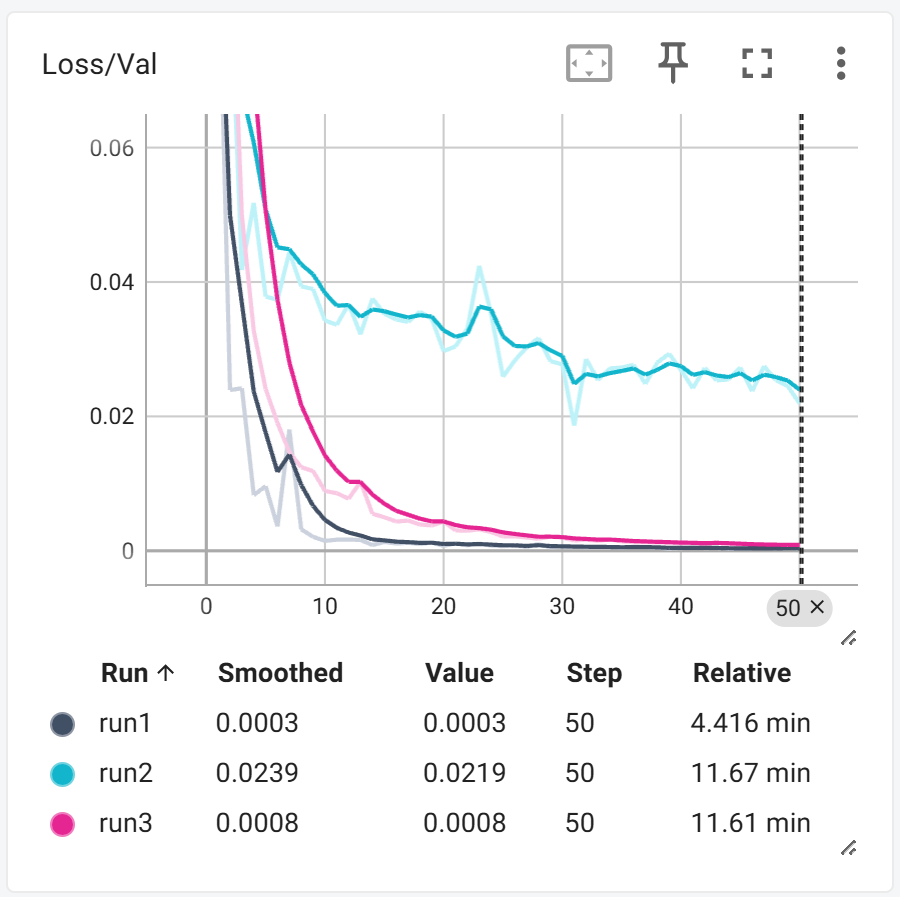 Loss/Val
0.06
0.04
0.02
0
0 10 20 30 40 50 ×
Run ↑ Smoothed Value Step Relative
run1 0.0003 0.0003 50 4.416 min
run2 0.0239 0.0219 50 11.67 min
run3 0.0008 0.0008 50 11.61 min